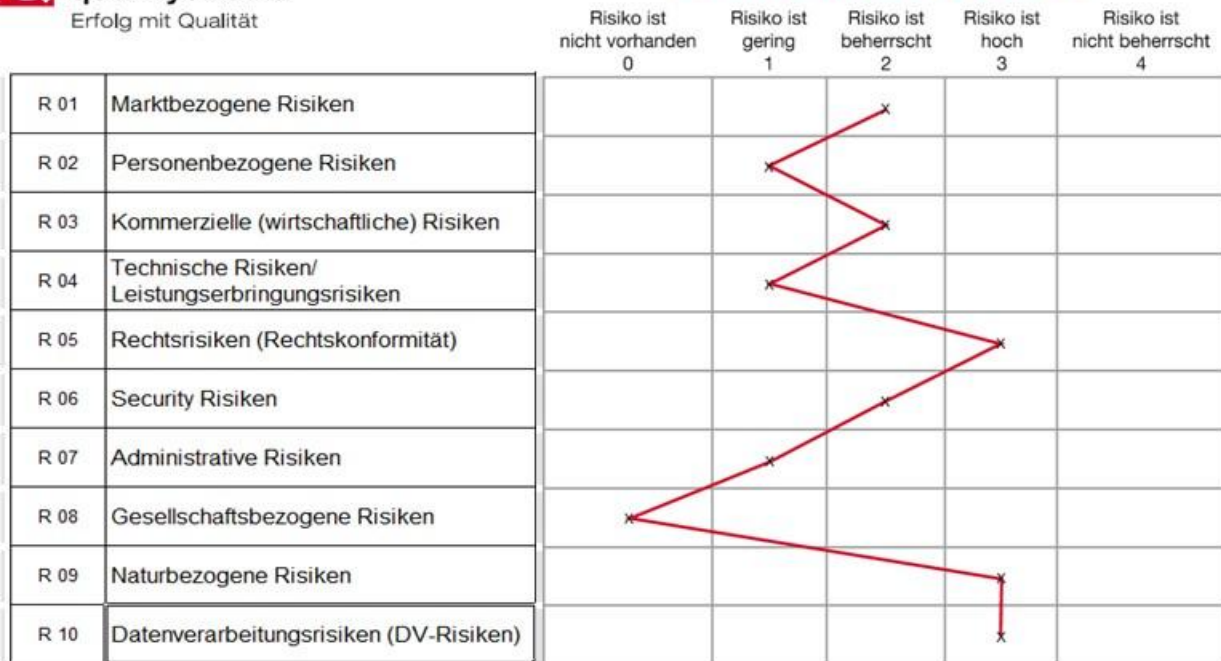 Erfolg mit Qualität
Risiko ist nicht vorhanden 0
Risiko ist gering 1
Risiko ist beherrscht 2
Risiko ist hoch 3
Risiko ist nicht beherrscht 4
R 01 Marktbezogene Risiken
R 02 Personenbezogene Risiken
R 03 Kommerzielle (wirtschaftliche) Risiken
R 04 Technische Risiken/
Leistungserbringungsrisiken
R 05 Rechtsrisiken (Rechtskonformität)
R 06 Security Risiken
R 07 Administrative Risiken
R 08 Gesellschaftsbezogene Risiken
R 09 Naturbezogene Risiken
R 10 Datenverarbeitungsrisiken (DV-Risiken)